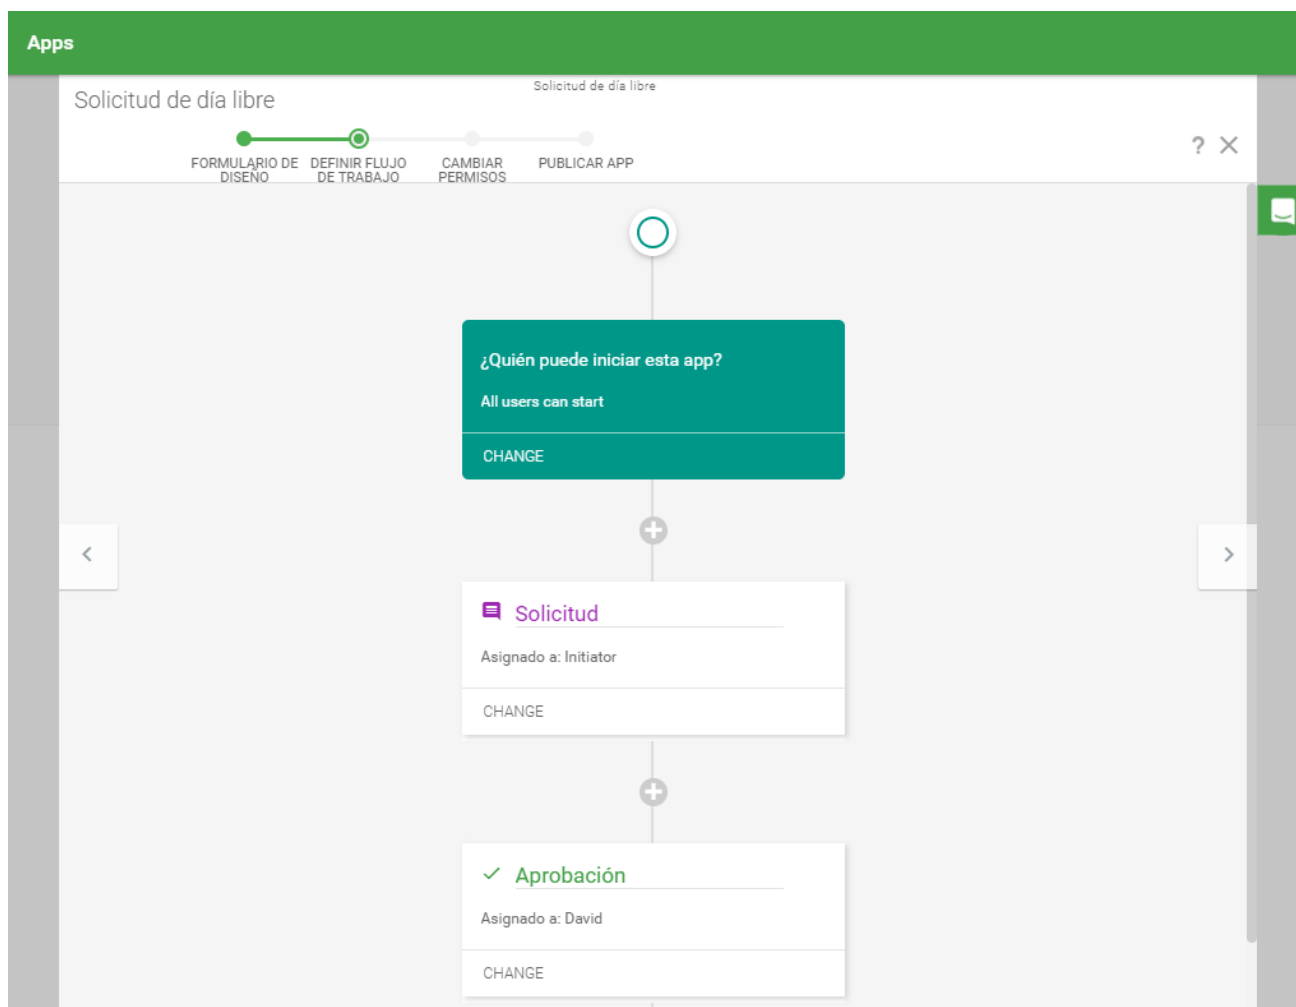 Apps
Solicitud de día libre
Solicitud de día libre
FORMULARIO DE
DISEÑO
DEFINIR FLUJO
DE TRABAJO
CAMBIAR
PERMISOS
PUBLICAR APP
?
¿Quién puede iniciar esta app?
All users can start
CHANGE
Solicitud
Asignado a: Initiator
CHANGE
Aprobación
Asignado a: David
CHANGE